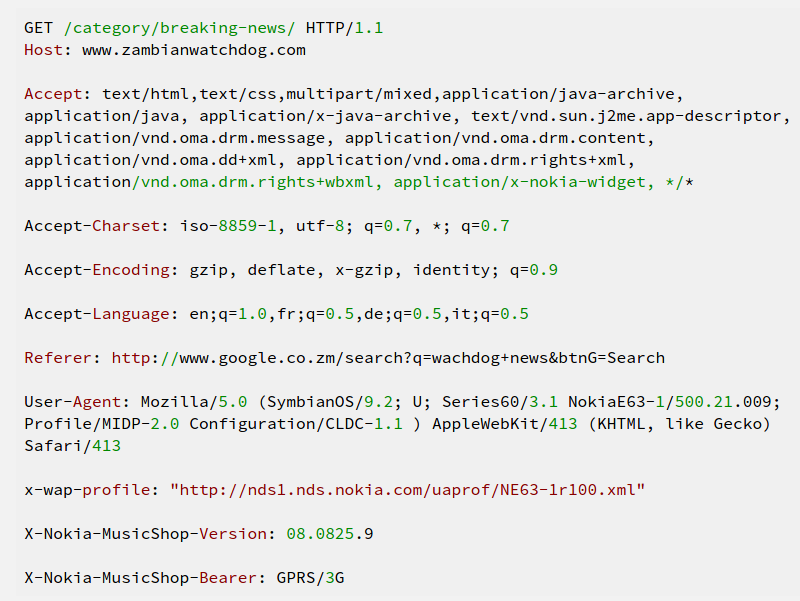 GET /category/breaking-news/ HTTP/1.1
Host: www.zambianwatchdog.com
Accept: text/html,text/css,multipart/mixed,application/java-archive,
application/java, application/x-java-archive, text/vnd.sun.j2me.app-descriptor,
application/vnd.oma.drm.message, application/vnd.oma.drm.content,
application/vnd.oma.dd+xml, application/vnd.oma.drm.rights+xml,
application/vnd.oma.drm.rights+wbxml, application/x-nokia-widget, */*
Accept-Charset: iso-8859-1, utf-8; q=0.7, *; q=0.7
Accept-Encoding: gzip, deflate, x-gzip, identity; q=0.9
Accept-Language: en;q=1.0,fr;q=0.5,de;q=0.5,it;q=0.5
Referer: http://www.google.co.zm/search?q=wachdog+news&btnG=Search
User-Agent: Mozilla/5.0 (SymbianOS/9.2; U; Series60/3.1 NokiaE63-1/500.21.009;
Profile/MIDP-2.0 Configuration/CLDC-1.1 ) AppleWebKit/413 (KHTML, like Gecko)
Safari/413
x-wap-profile: "http://nds1.nds.nokia.com/uaprof/NE63-1r100.xml"
X-Nokia-MusicShop-Version: 08.0825.9
X-Nokia-MusicShop-Bearer: GPRS/3G